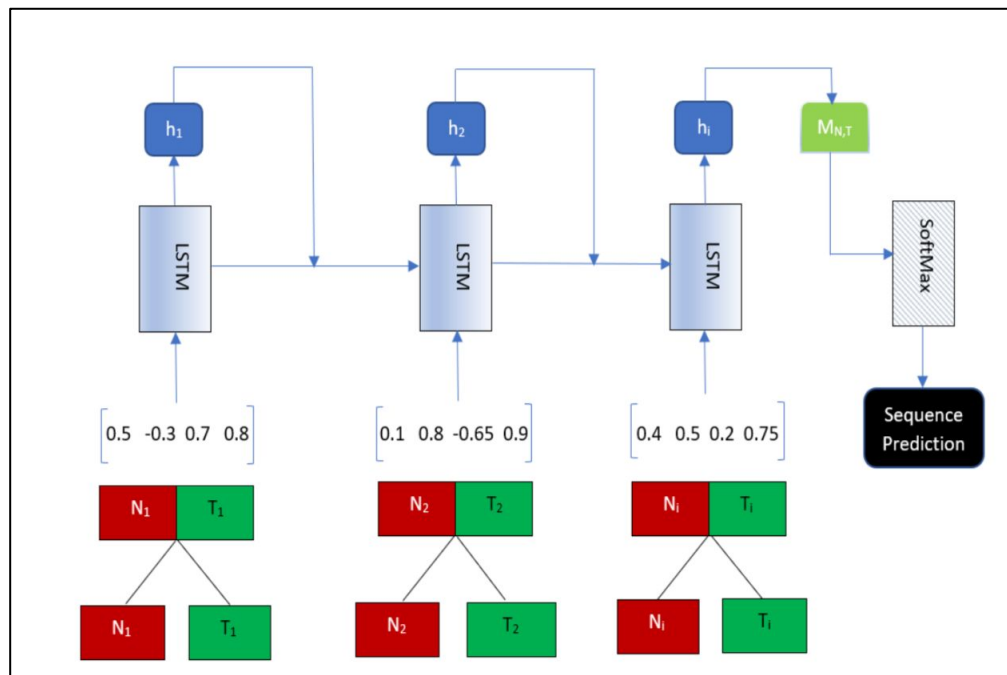 h₁ h₂ hᵢ M_N,T
LSTM LSTM LSTM SoftMax
0.5 -0.3 0.7 0.8 0.1 0.8 -0.65 0.9 0.4 0.5 0.2 0.75
Sequence
Prediction
N₁ T₁ N₂ T₂ Nᵢ Tᵢ
N₁ T₁ N₂ T₂ Nᵢ Tᵢ